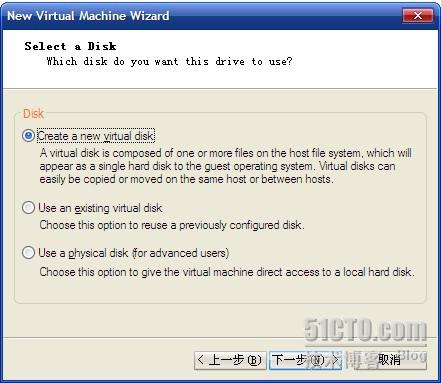 New Virtual Machine Wizard
Select a Disk
Which disk do you want this drive to use?
Disk
Create a new virtual disk
A virtual disk is composed of one or more files on the host file system, which will
appear as a single hard disk to the guest operating system. Virtual disks can
easily be copied or moved on the same host or between hosts.
Use an existing virtual disk
Choose this option to reuse a previously configured disk.
Use a physical disk (for advanced users)
Choose this option to give the virtual machine direct access to a local hard disk.
51CTO.com
技术博客 Blog
< 上一步(B) 下一步(N) > 取消